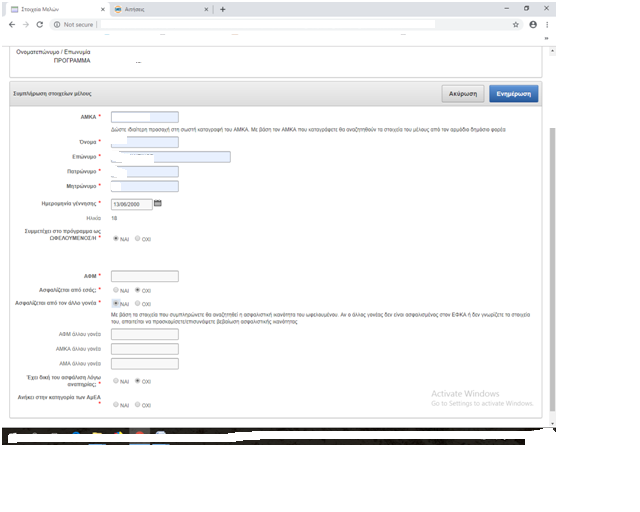 Στοιχεία Μελών
Αιτήσεις
Not secure
Ονοματεπώνυμο / Επωνυμία
ΠΡΟΓΡΑΜΜΑ ...
Συμπλήρωση στοιχείων μέλους
Ακύρωση Ενημέρωση
ΑΜΚΑ *
Δώστε ιδιαίτερη προσοχή στη σωστή καταγραφή του ΑΜΚΑ. Με βάση τον ΑΜΚΑ που καταγράφετε θα αναζητηθούν τα στοιχεία του μέλους από τον αρμόδιο δημόσιο φορέα
Όνομα *
Επώνυμο *
Πατρώνυμο *
Μητρώνυμο *
Ημερομηνία γέννησης * 13/06/2000
Ηλικία 18
Συμμετέχει στο πρόγραμμα ως
ΩΦΕΛΟΥΜΕΝΟΣ/Η * ΝΑΙ ΟΧΙ
ΑΦΜ *
Ασφαλίζεται από εσάς; * ΝΑΙ ΟΧΙ
Ασφαλίζεται από τον άλλο γονέα * ΝΑΙ ΟΧΙ
Με βάση τα στοιχεία που συμπληρώνετε θα αναζητηθεί η ασφαλιστική ικανότητα του ωφελουμένου. Αν ο άλλος γονέας δεν είναι ασφαλισμένος στον ΕΦΚΑ ή δεν γνωρίζετε τα στοιχεία
του, απαιτείται να προσκομίσετε/επισυνάψετε βεβαίωση ασφαλιστικής ικανότητας
ΑΦΜ άλλου γονέα
ΑΜΚΑ άλλου γονέα
ΑΜΑ άλλου γονέα
Έχει δική του ασφάλιση λόγω
αναπηρίας; * ΝΑΙ ΟΧΙ
Ανήκει στην κατηγορία των ΑμΕΑ
* ΝΑΙ ΟΧΙ
Activate Windows
Go to Settings to activate Windows.